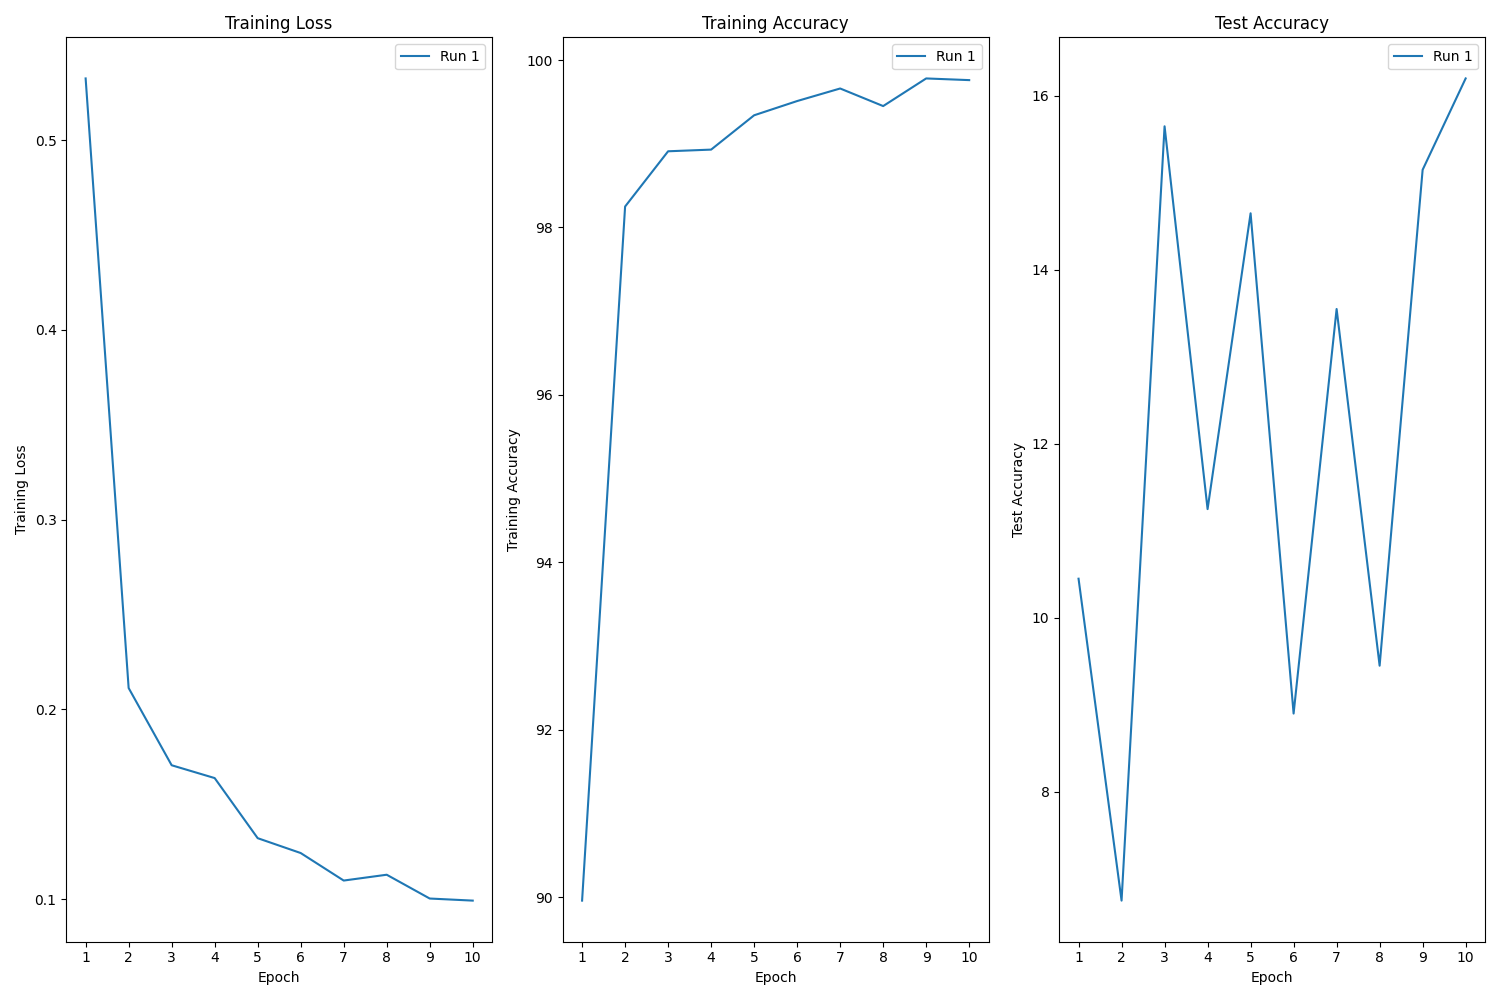 Training Loss
Run 1
0.5
0.4
0.3
0.2
0.1
Training Loss
1 2 3 4 5 6 7 8 9 10
Epoch
Training Accuracy
Run 1
100
98
96
94
92
90
Training Accuracy
1 2 3 4 5 6 7 8 9 10
Epoch
Test Accuracy
Run 1
16
14
12
10
8
Test Accuracy
1 2 3 4 5 6 7 8 9 10
Epoch